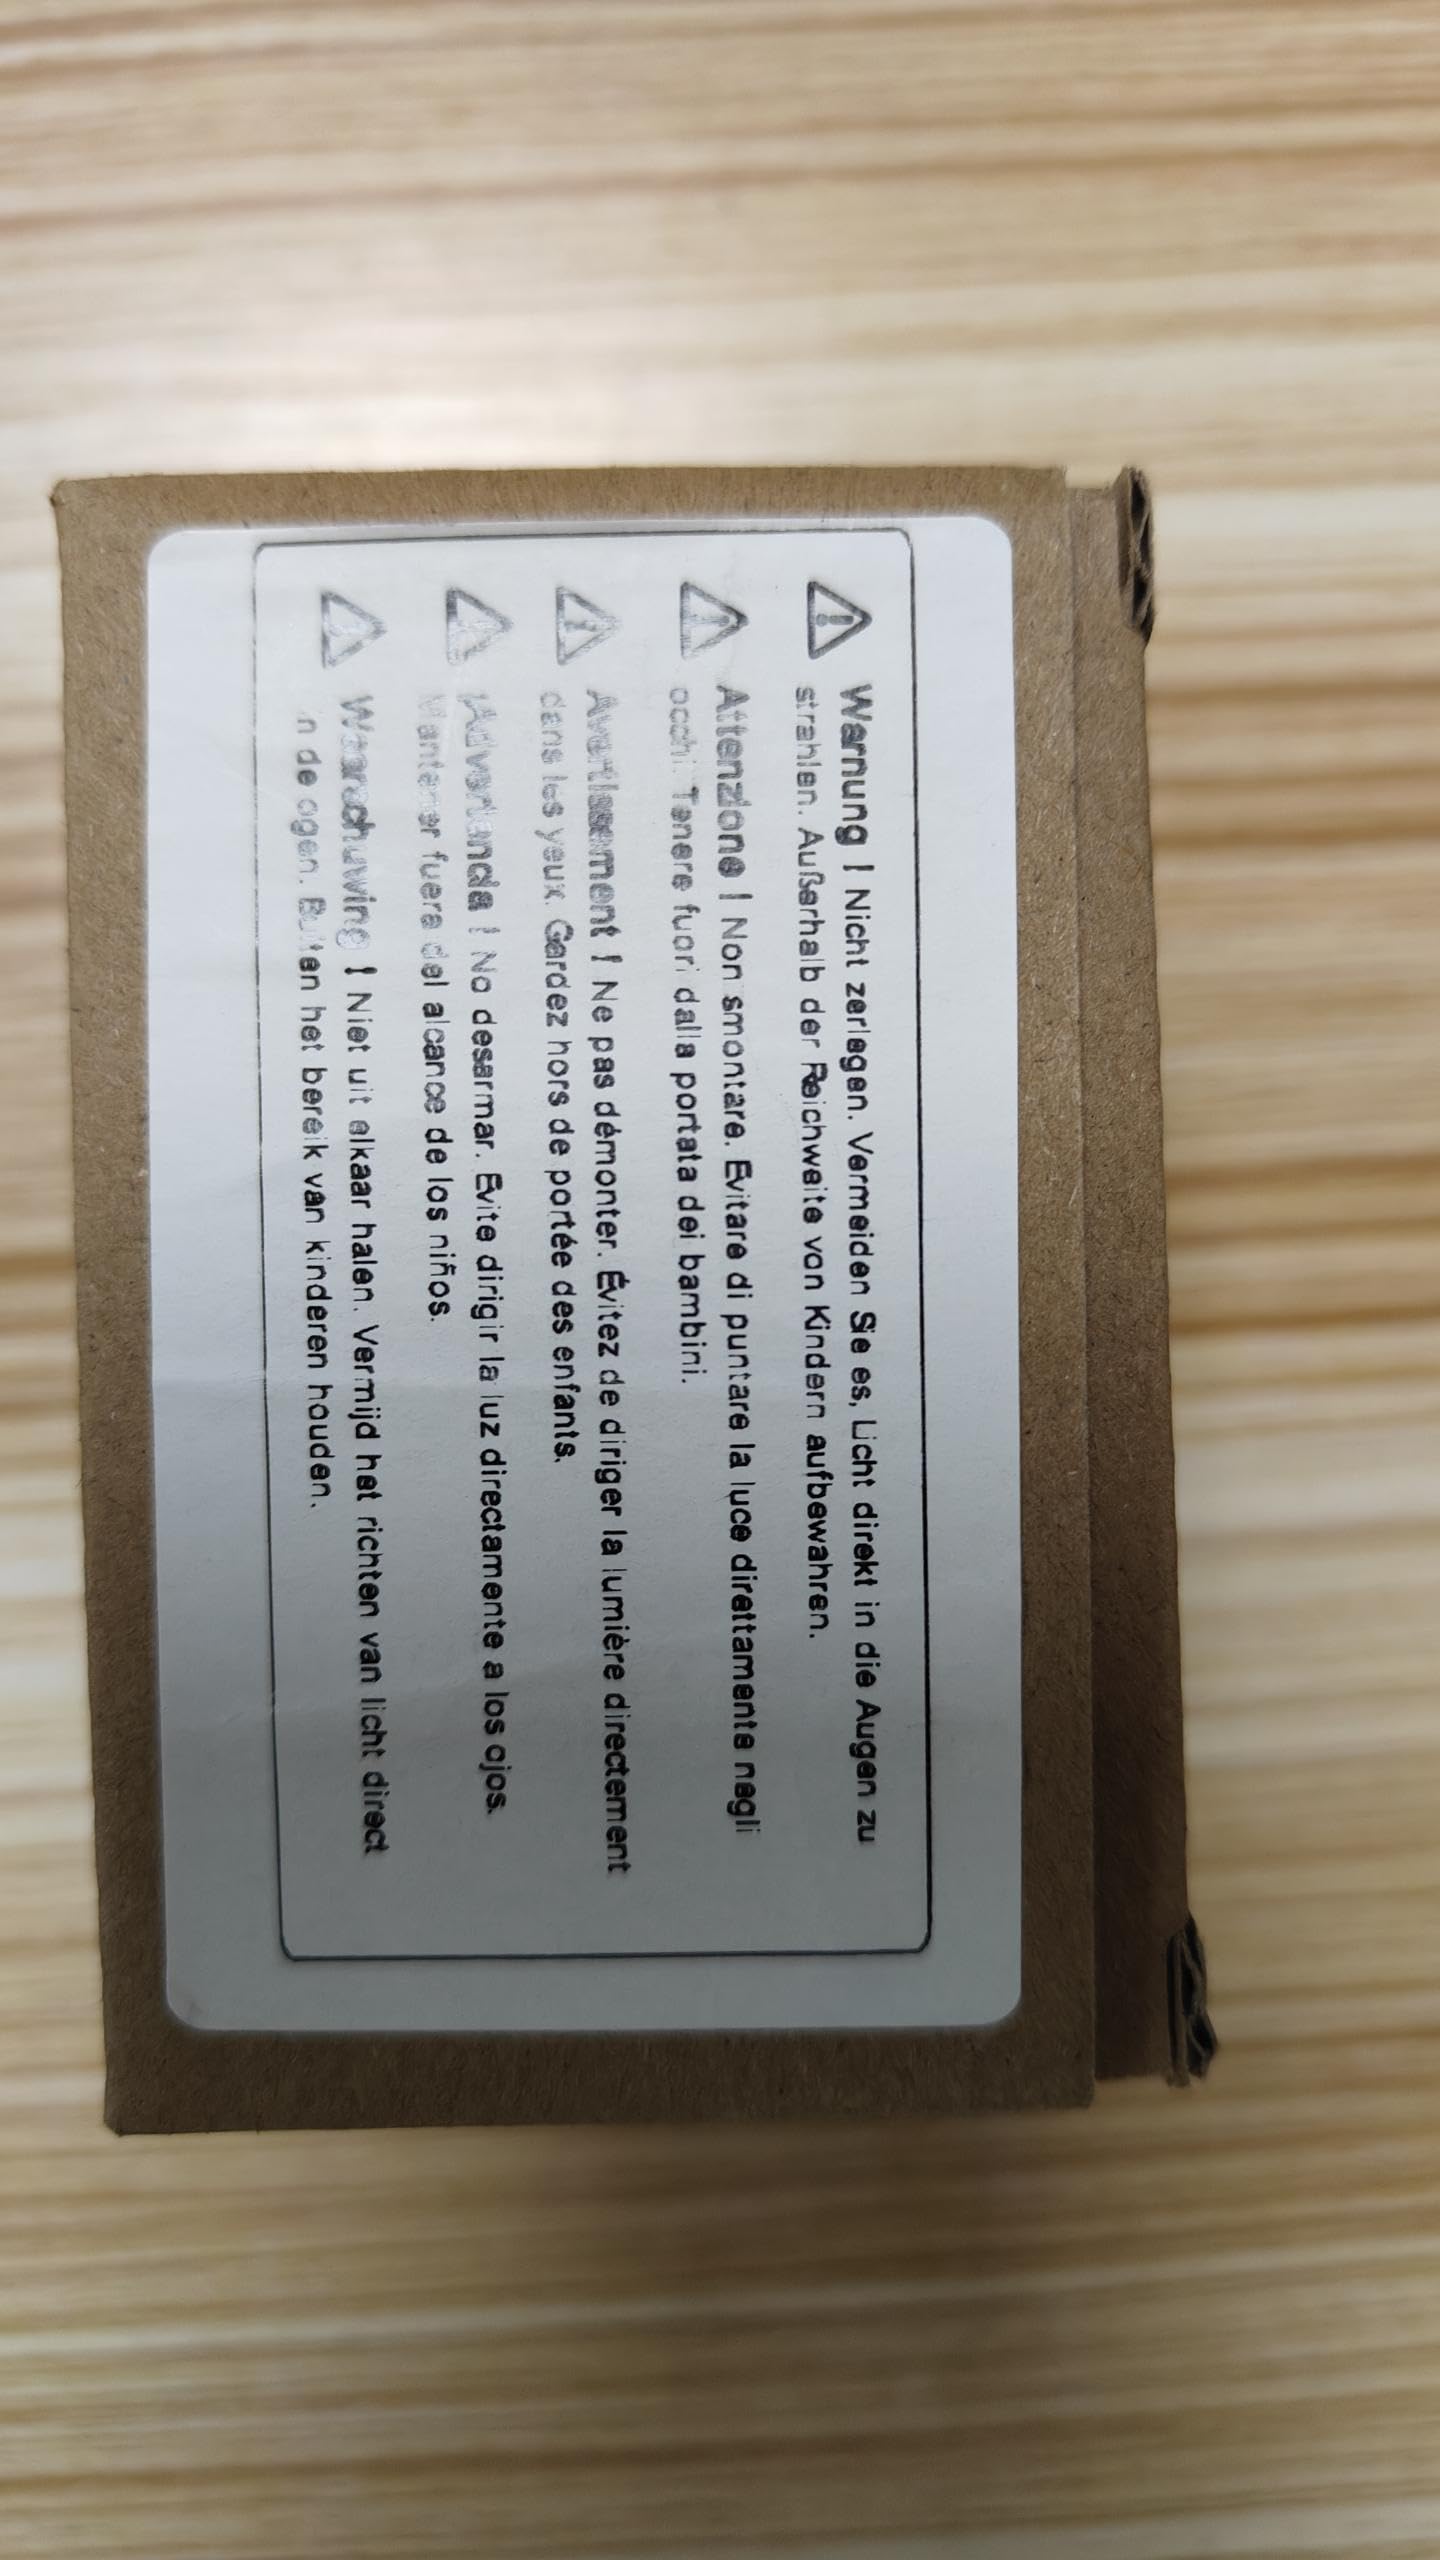 Warnung ! Nicht zerlegen. Vermeiden Sie es, Licht direkt in die Augen zu
strahlen. Außerhalb der Reichweite von Kindern aufbewahren.
Attenzione ! Non smontare. Evitare di puntare la luce direttamente negli
occhi. Tenere fuori dalla portata dei bambini.
Avertissement ! Ne pas démonter. Évitez de diriger la lumière directement
dans les yeux. Gardez hors de portée des enfants.
¡Advertancia ! No desarmar. Evite dirigir la luz directamente a los ojos.
Mantener fuera del alcance de los niños.
Waarschuwing ! Niet uit elkaar halen. Vermijd het richten van licht direct
in de ogen. Buiten het bereik van kinderen houden.